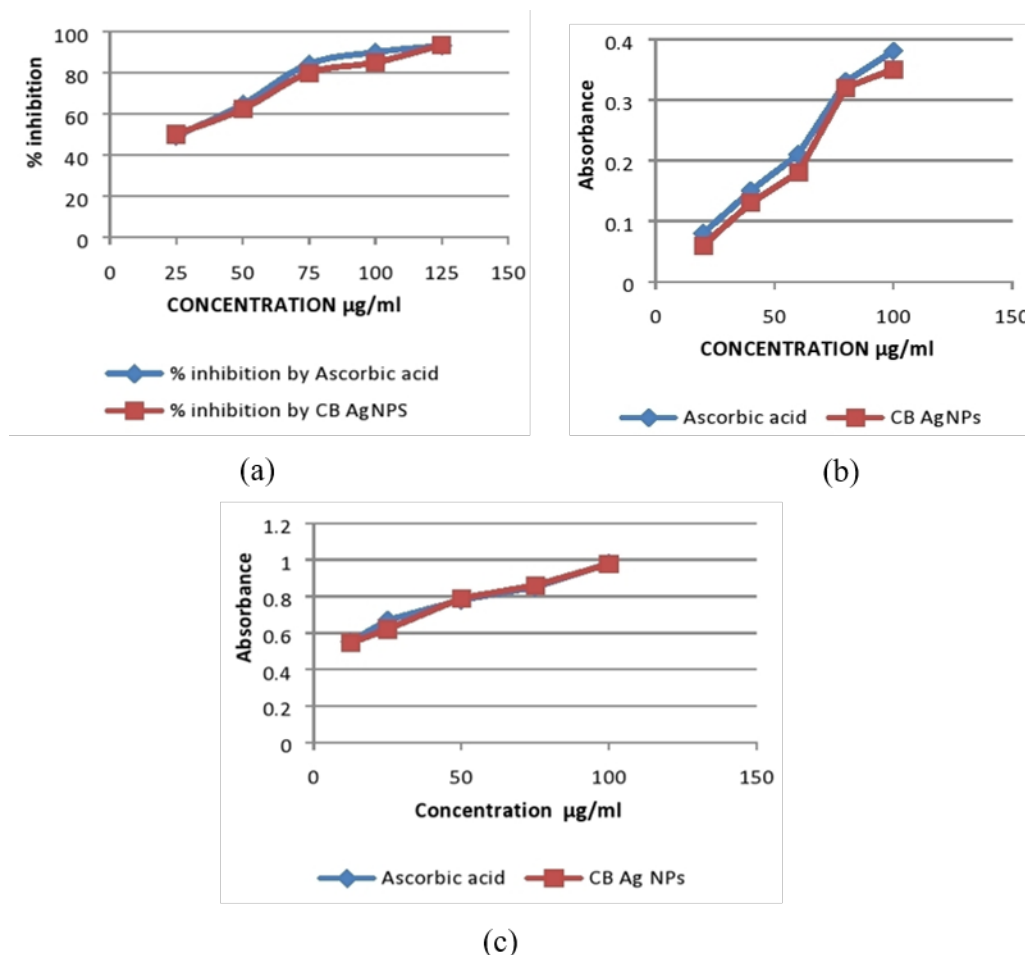 100
80
60
40
20
0
% inhibition
0 25 50 75 100 125 150
CONCENTRATION µg/ml
% inhibition by Ascorbic acid
% inhibition by CB AgNPS
(a)
0.4
0.3
0.2
0.1
0
Absorbance
0 50 100 150
CONCENTRATION µg/ml
Ascorbic acid CB AgNPs
(b)
1.2
1
0.8
0.6
0.4
0.2
0
Absorbance
0 50 100 150
Concentration µg/ml
Ascorbic acid CB Ag NPs
(c)